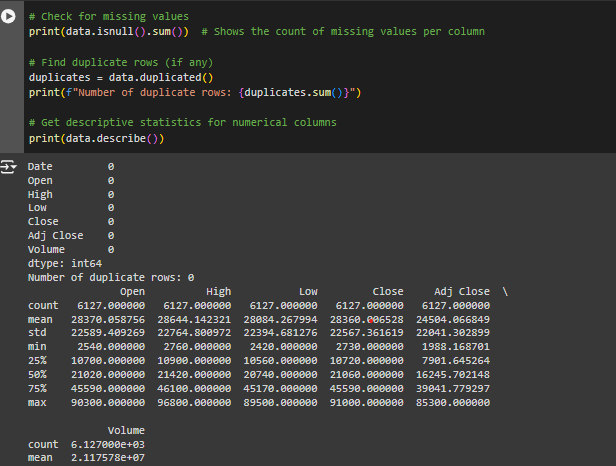 # Check for missing values
print(data.isnull().sum())  # Shows the count of missing values per column
# Find duplicate rows (if any)
duplicates = data.duplicated()
print(f"Number of duplicate rows: {duplicates.sum()}")
# Get descriptive statistics for numerical columns
print(data.describe())
Date         0
Open         0
High         0
Low          0
Close        0
Adj Close    0
Volume       0
dtype: int64
Number of duplicate rows: 0
               Open          High           Low         Close     Adj Close  \
count   6127.000000   6127.000000   6127.000000   6127.000000   6127.000000
mean   28370.058756  28644.142321  28084.267994  28360.006528  24504.066849
std    22589.409269  22764.800972  22394.681276  22567.361619  22041.302899
min     2540.000000   2760.000000   2420.000000   2730.000000   1988.168701
25%    10700.000000  10900.000000  10560.000000  10720.000000   7901.645264
50%    21020.000000  21420.000000  20740.000000  21060.000000  16245.702148
75%    45590.000000  46100.000000  45170.000000  45590.000000  39041.779297
max    90300.000000  96800.000000  89500.000000  91000.000000  85300.000000
             Volume
count  6.127000e+03
mean   2.117578e+07